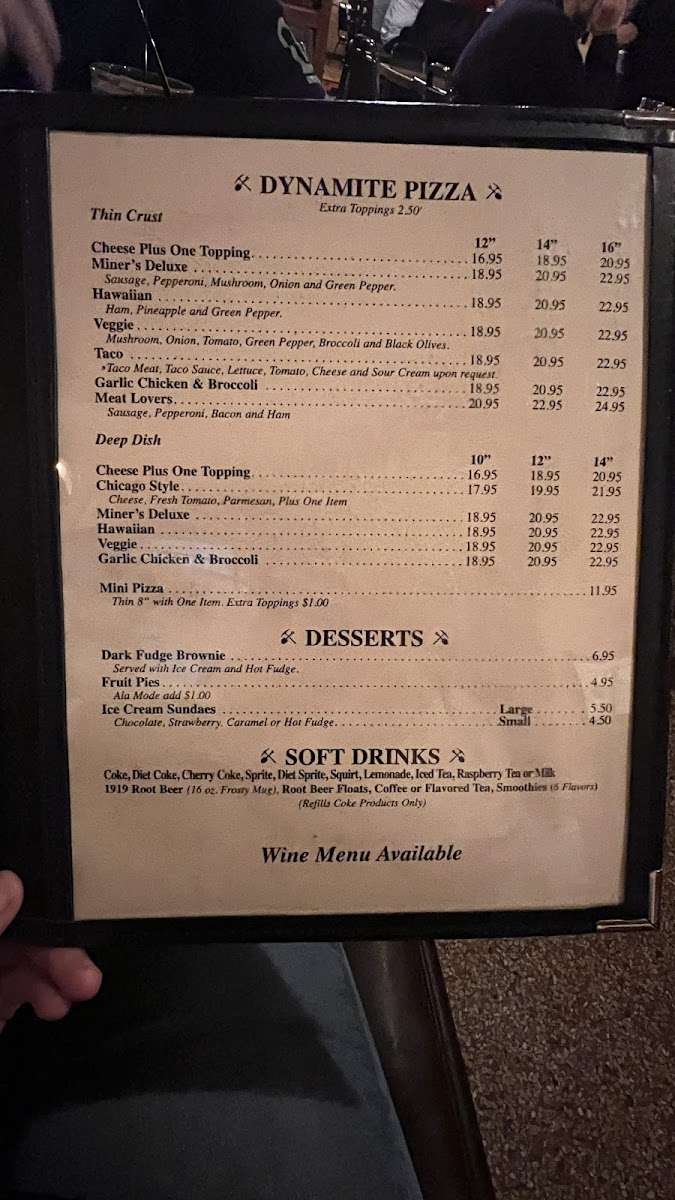 DYNAMITE PIZZA
Extra Toppings 2.50
Thin Crust
12” 14” 16”
Cheese Plus One Topping 16.95 18.95 20.95
Miner's Deluxe 18.95 20.95 22.95
Sausage, Pepperoni, Mushroom, Onion and Green Pepper.
Hawaiian 18.95 20.95 22.95
Ham, Pineapple and Green Pepper.
Veggie 18.95 20.95 22.95
Mushroom, Onion, Tomato, Green Pepper, Broccoli and Black Olives.
Taco 18.95 20.95 22.95
Taco Meat, Taco Sauce, Lettuce, Tomato, Cheese and Sour Cream upon request.
Garlic Chicken & Broccoli 18.95 20.95 22.95
Meat Lovers 20.95 22.95 24.95
Sausage, Pepperoni, Bacon and Ham
Deep Dish
10” 12” 14”
Cheese Plus One Topping 16.95 18.95 20.95
Chicago Style 17.95 19.95 21.95
Cheese, Fresh Tomato, Parmesan, Plus One Item
Miner's Deluxe 18.95 20.95 22.95
Hawaiian 18.95 20.95 22.95
Veggie 18.95 20.95 22.95
Garlic Chicken & Broccoli 18.95 20.95 22.95
Mini Pizza 11.95
Thin 8“ with One Item. Extra Toppings $1.00
DESSERTS
Dark Fudge Brownie 6.95
Served with Ice Cream and Hot Fudge.
Fruit Pies 4.95
Ala Mode add $1.00
Ice Cream Sundaes Large 5.50
Chocolate, Strawberry, Caramel or Hot Fudge. Small 4.50
SOFT DRINKS
Coke, Diet Coke, Cherry Coke, Sprite, Diet Sprite, Squirt, Lemonade, Iced Tea, Raspberry Tea or Milk
1919 Root Beer (16 oz. Frosty Mug), Root Beer Floats, Coffee or Flavored Tea, Smoothies (6 Flavors)
(Refills Coke Products Only)
Wine Menu Available